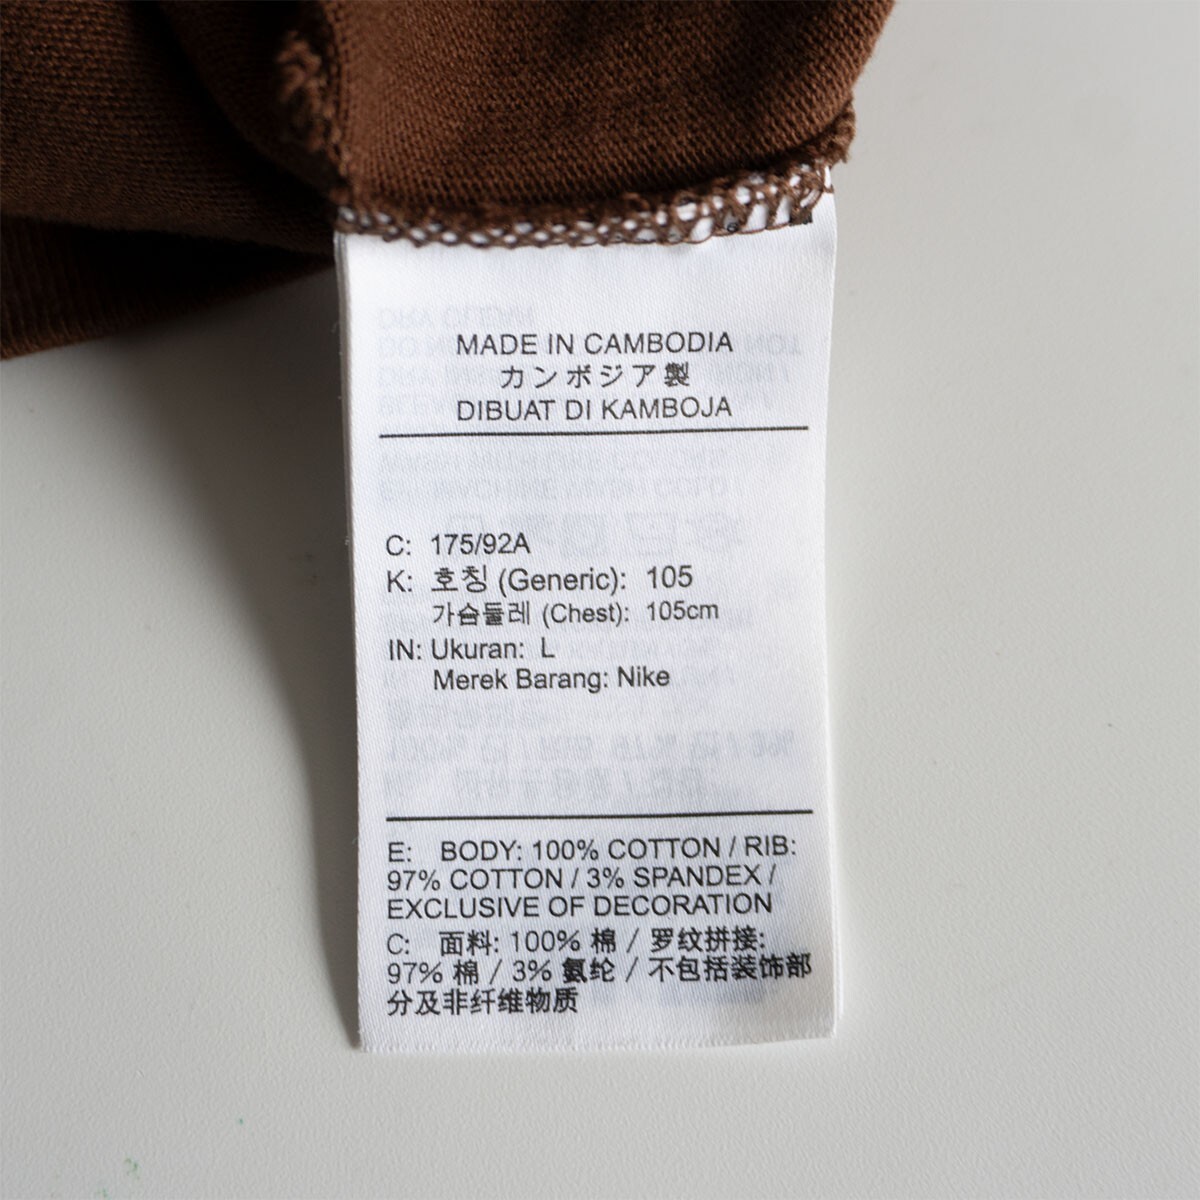 MADE IN CAMBODIA
カンボジア製
DIBUAT DI KAMBOJA
C: 175/92A
K: 호칭 (Generic): 105
가슴둘레 (Chest): 105cm
IN: Ukuran: L
Merek Barang: Nike
E: BODY: 100% COTTON / RIB:
97% COTTON / 3% SPANDEX /
EXCLUSIVE OF DECORATION
C: 面料: 100% 棉 / 罗纹拼接:
97% 棉 / 3% 氨纶 / 不包括装饰部
分及非纤维物质